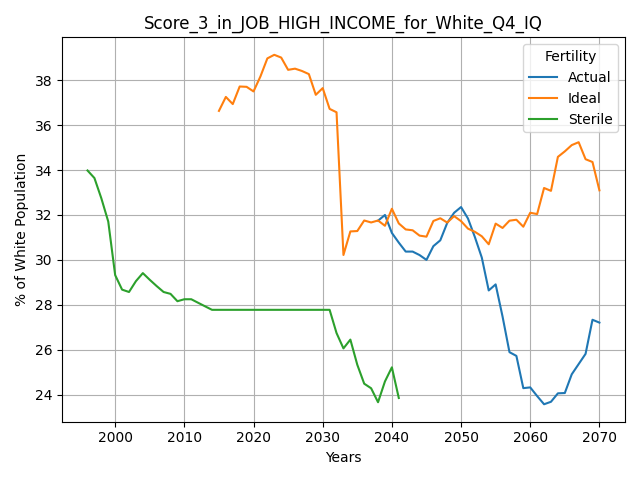 Score_3_in_JOB_HIGH_INCOME_for_White_Q4_IQ
Fertility
Actual
Ideal
Sterile
% of White Population
38
36
34
32
30
28
26
24
2000 2010 2020 2030 2040 2050 2060 2070
Years